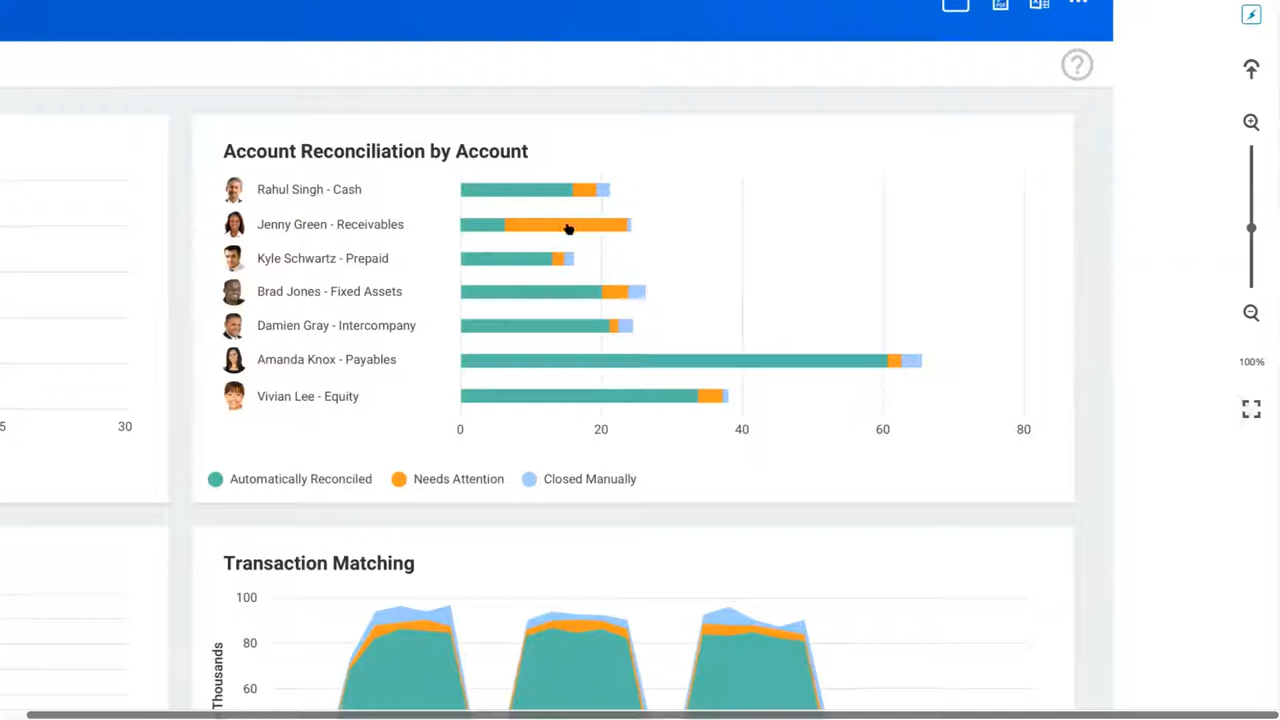 Account Reconciliation by Account
Rahul Singh - Cash
Jenny Green - Receivables
Kyle Schwartz - Prepaid
Brad Jones - Fixed Assets
Damien Gray - Intercompany
Amanda Knox - Payables
Vivian Lee - Equity
5 30
0 20 40 60 80
Automatically Reconciled Needs Attention Closed Manually
100%
Transaction Matching
100
80
60
Thousands